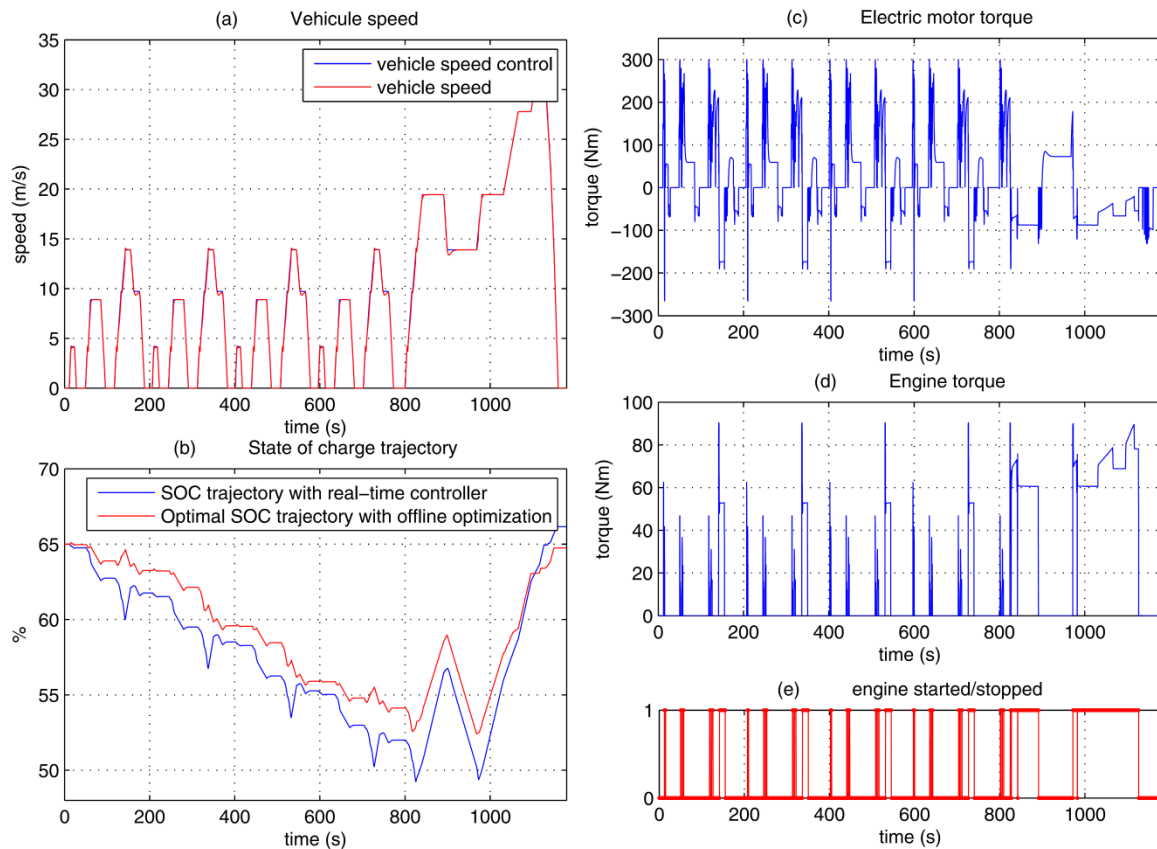 (a) Vehicule speed
35
30
25
20
15
10
5
0
speed (m/s)
vehicle speed control
vehicle speed
0 200 400 600 800 1000
time (s)
(b) State of charge trajectory
70
65
60
55
50
%
SOC trajectory with real-time controller
Optimal SOC trajectory with offline optimization
0 200 400 600 800 1000
time (s)
(c) Electric motor torque
300
200
100
0
-100
-200
-300
torque (Nm)
0 200 400 600 800 1000
time (s)
(d) Engine torque
100
80
60
40
20
0
torque (Nm)
0 200 400 600 800 1000
time (s)
(e) engine started/stopped
1
0
0 200 400 600 800 1000
time (s)